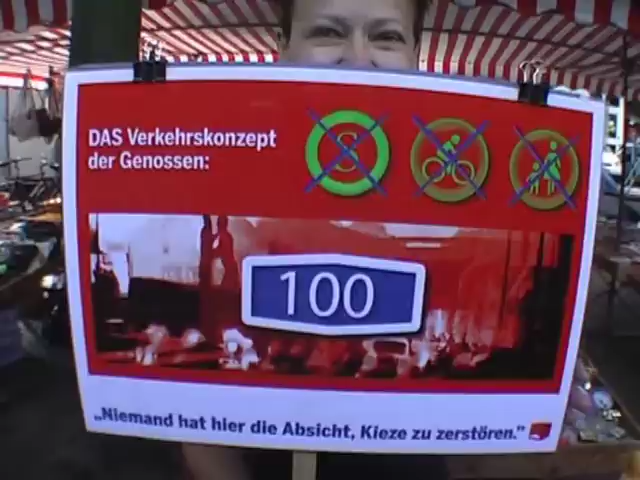 DAS Verkehrskonzept
der Genossen:
S
100
„Niemand hat hier die Absicht, Kieze zu zerstören.”